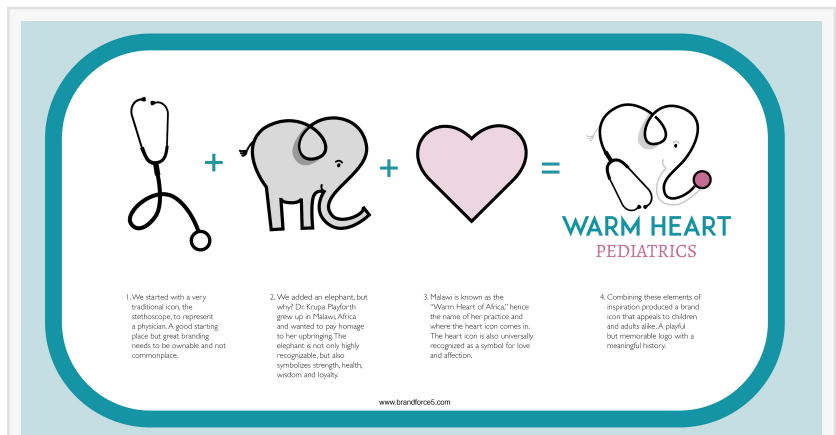 +
+
=
WARM HEART
PEDIATRICS
1. We started with a very
traditional icon, the
stethoscope, to represent
a physician. A good starting
place but great branding
needs to be ownable and not
commonplace.
2. We added an elephant, but
why? Dr. Krupa Playforth
grew up in Malawi, Africa
and wanted to pay homage
to her upbringing. The
elephant is not only highly
recognizable, but also
symbolizes strength, health,
wisdom and loyalty.
3. Malawi is known as the
"Warm Heart of Africa," hence
the name of her practice and
where the heart icon comes in.
The heart icon is also universally
recognized as a symbol for love
and affection.
4. Combining these elements of
inspiration produced a brand
icon that appeals to children
and adults alike. A playful
but memorable logo with a
meaningful history.
www.brandforce5.com